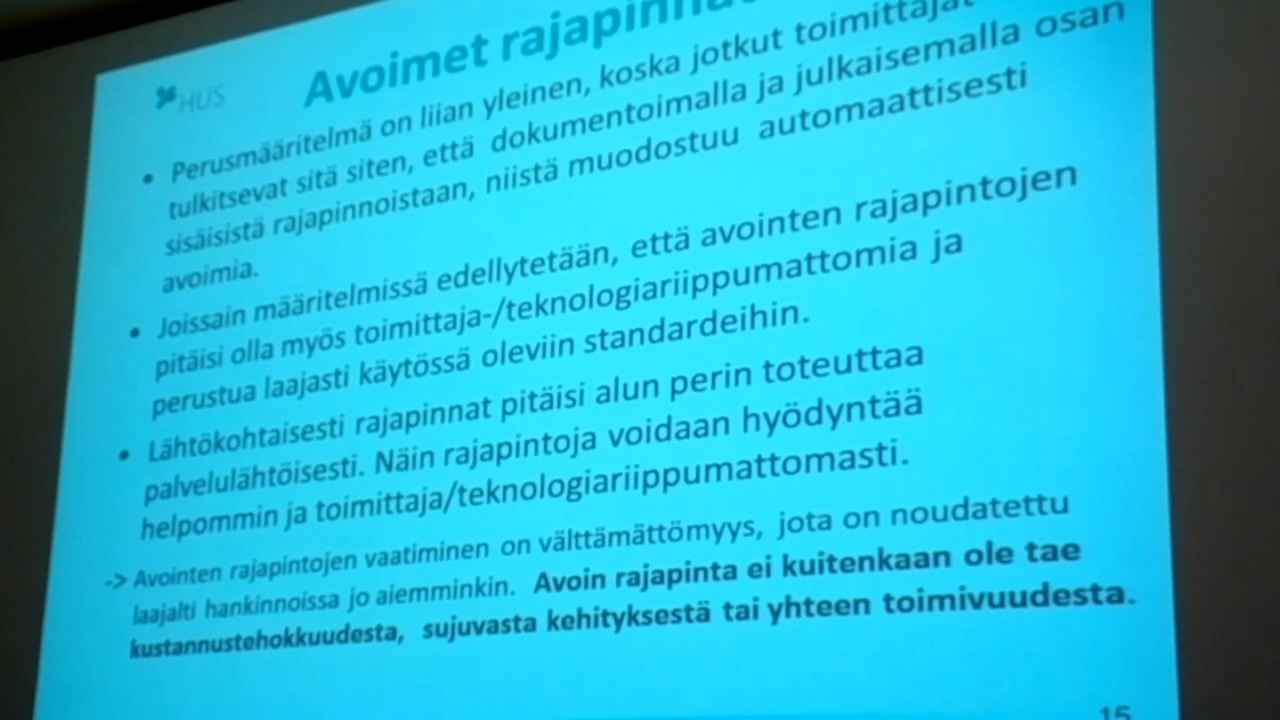 HUS
Avoimet rajapinnat
• Perusmääritelmä on liian yleinen, koska jotkut toimittajat
tulkitsevat sitä siten, että dokumentoimalla ja julkaisemalla osan
sisäisistä rajapinnoistaan, niistä muodostuu automaattisesti
avoimia.
• Joissain määritelmissä edellytetään, että avointen rajapintojen
pitäisi olla myös toimittaja-/teknologiariippumattomia ja
perustua laajasti käytössä oleviin standardeihin.
• Lähtökohtaisesti rajapinnat pitäisi alun perin toteuttaa
palvelulähtöisesti. Näin rajapintoja voidaan hyödyntää
helpommin ja toimittaja/teknologiariippumattomasti.
-> Avointen rajapintojen vaatiminen on välttämättömyys, jota on noudatettu
laajalti hankinnoissa jo aiemminkin. Avoin rajapinta ei kuitenkaan ole tae
kustannustehokkuudesta, sujuvasta kehityksestä tai yhteen toimivuudesta.
15